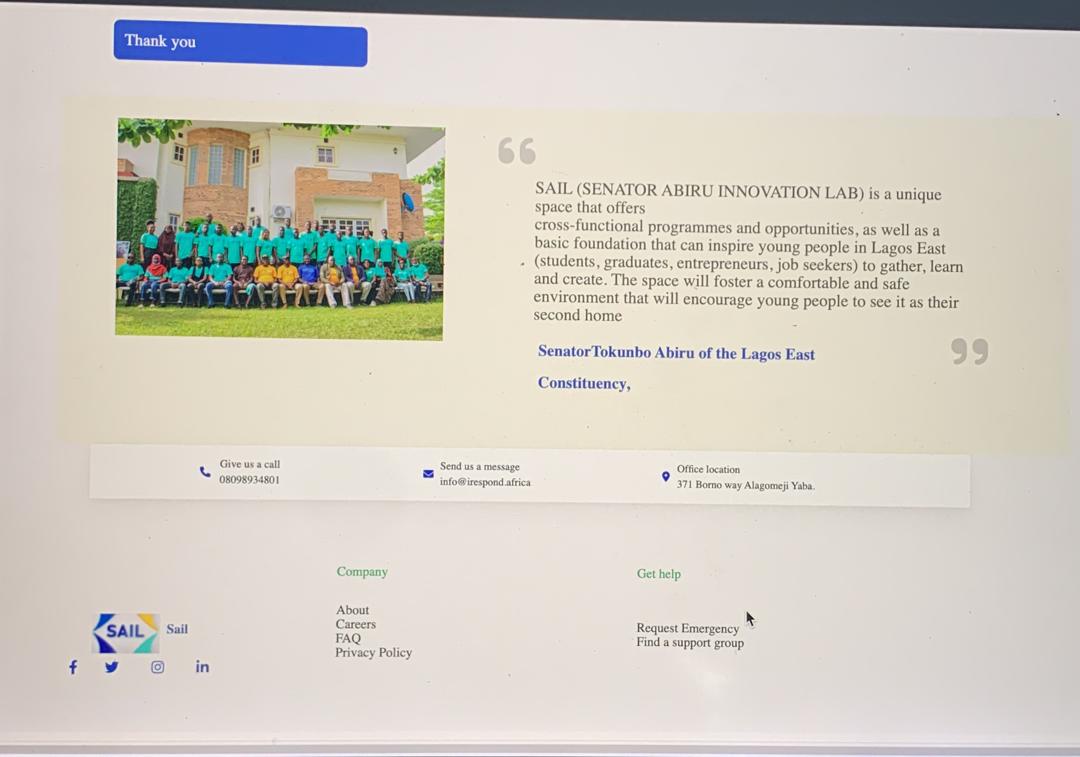 Thank you
“
SAIL (SENATOR ABIRU INNOVATION LAB) is a unique
space that offers
cross-functional programmes and opportunities, as well as a
basic foundation that can inspire young people in Lagos East
(students, graduates, entrepreneurs, job seekers) to gather, learn
and create. The space will foster a comfortable and safe
environment that will encourage young people to see it as their
second home
”
SenatorTokunbo Abiru of the Lagos East
Constituency,
Give us a call
08098934801
Send us a message
info@irespond.africa
Office location
371 Borno way Alagomeji Yaba.
SAIL
Sail
Company
About
Careers
FAQ
Privacy Policy
Get help
Request Emergency
Find a support group